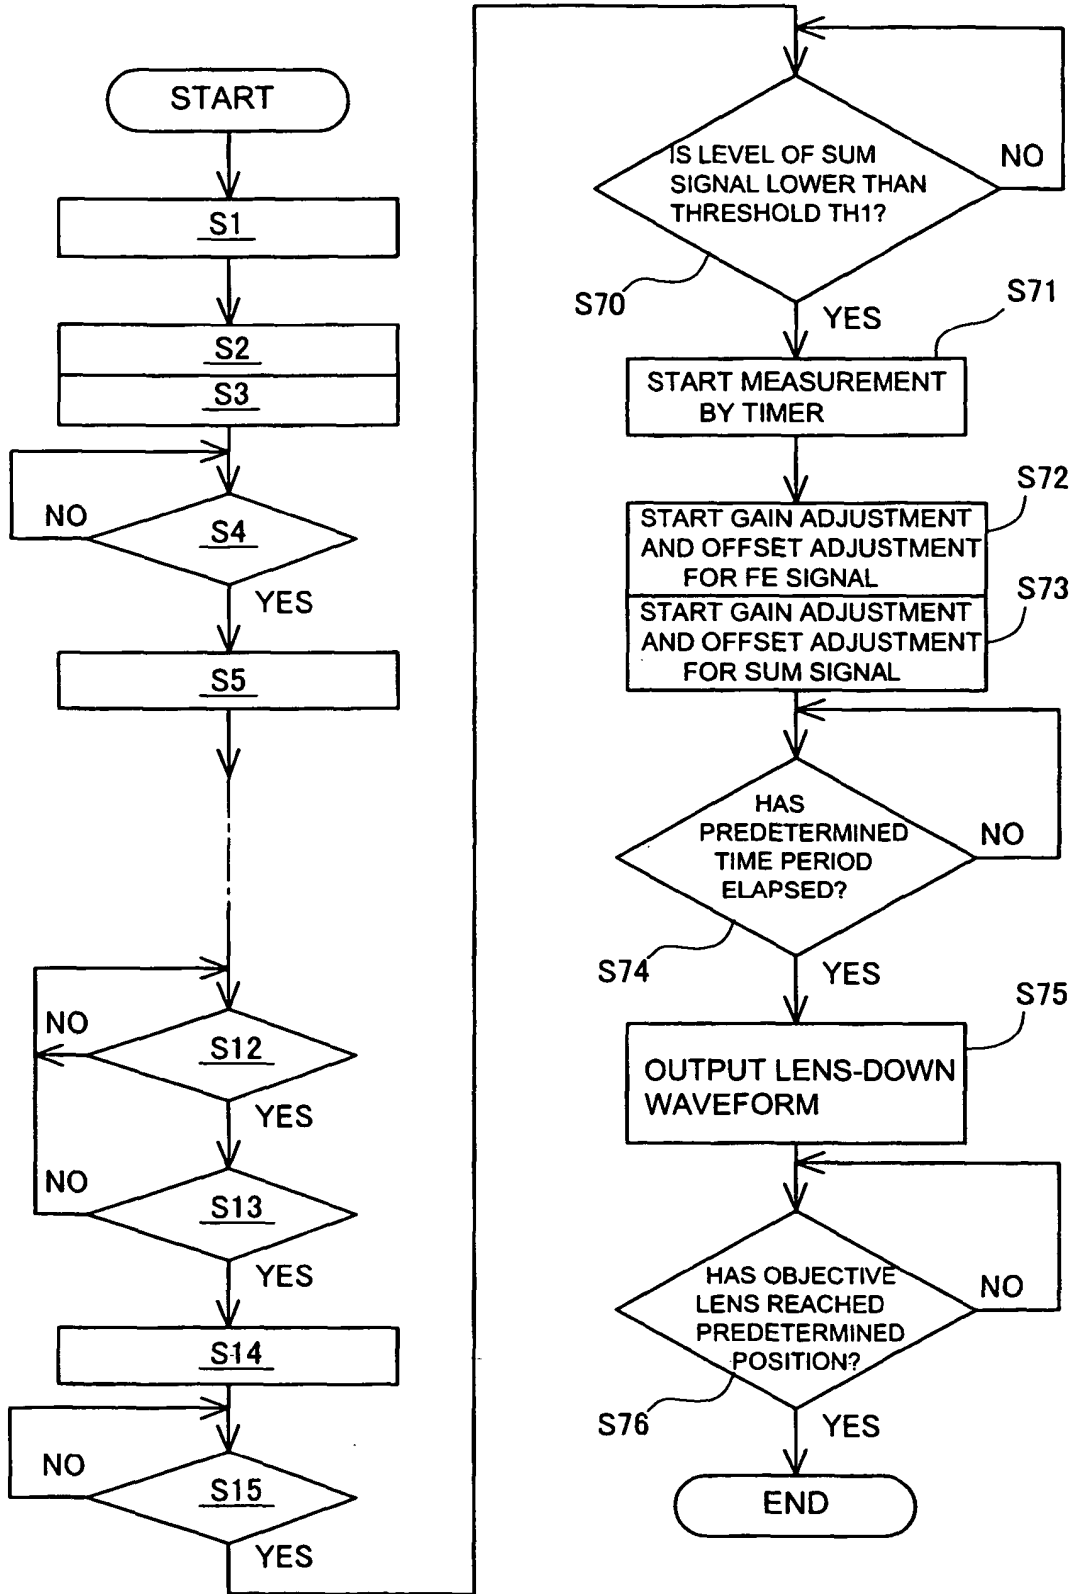 START
S1
S2
S3
NO
S4
YES
S5
NO
S12
YES
NO
S13
YES
S14
NO
S15
YES
IS LEVEL OF SUM
SIGNAL LOWER THAN
THRESHOLD TH1?
NO
S70
YES
S71
START MEASUREMENT
BY TIMER
S72
START GAIN ADJUSTMENT
AND OFFSET ADJUSTMENT
FOR FE SIGNAL
S73
START GAIN ADJUSTMENT
AND OFFSET ADJUSTMENT
FOR SUM SIGNAL
HAS
PREDETERMINED
TIME PERIOD
ELAPSED?
NO
S74
YES
S75
OUTPUT LENS-DOWN
WAVEFORM
HAS OBJECTIVE
LENS REACHED
PREDETERMINED
POSITION?
NO
S76
YES
END